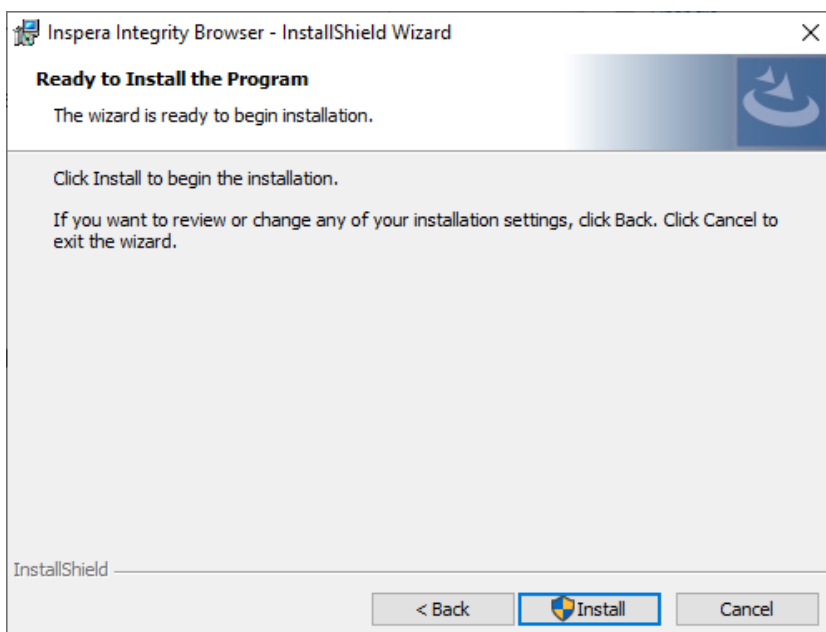 Inspera Integrity Browser - InstallShield Wizard
Ready to Install the Program
The wizard is ready to begin installation.
Click Install to begin the installation.
If you want to review or change any of your installation settings, click Back. Click Cancel to
exit the wizard.
InstallShield
< Back
Install
Cancel